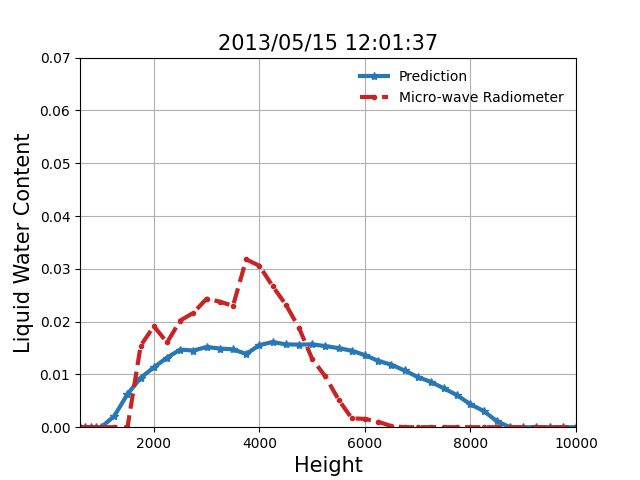 2013/05/15 12:01:37
Prediction
Micro-wave Radiometer
Liquid Water Content
0.07
0.06
0.05
0.04
0.03
0.02
0.01
0.00
2000 4000 6000 8000 10000
Height